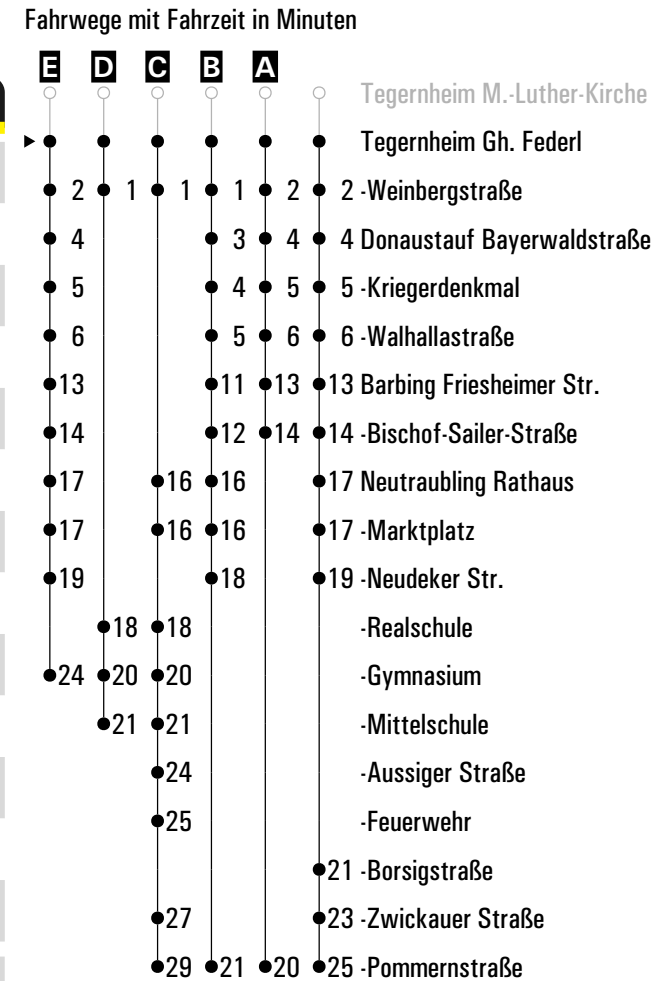 Fahrwege mit Fahrzeit in Minuten
E D C B A
Tegernheim M.-Luther-Kirche
Tegernheim Gh. Federl
2 1 1 1 2 2 -Weinbergstraße
4 3 4 4 Donaustauf Bayerwaldstraße
5 4 5 5 -Kriegerdenkmal
6 5 6 6 -Walhallastraße
13 11 13 13 Barbing Friesheimer Str.
14 12 14 14 -Bischof-Sailer-Straße
17 16 16 17 Neutraubling Rathaus
17 16 16 17 -Marktplatz
19 18 19 -Neudeker Str.
18 18 -Realschule
24 20 20 -Gymnasium
21 21 -Mittelschule
24 -Aussiger Straße
25 -Feuerwehr
21 -Borsigstraße
27 23 -Zwickauer Straße
29 21 20 25 -Pommernstraße